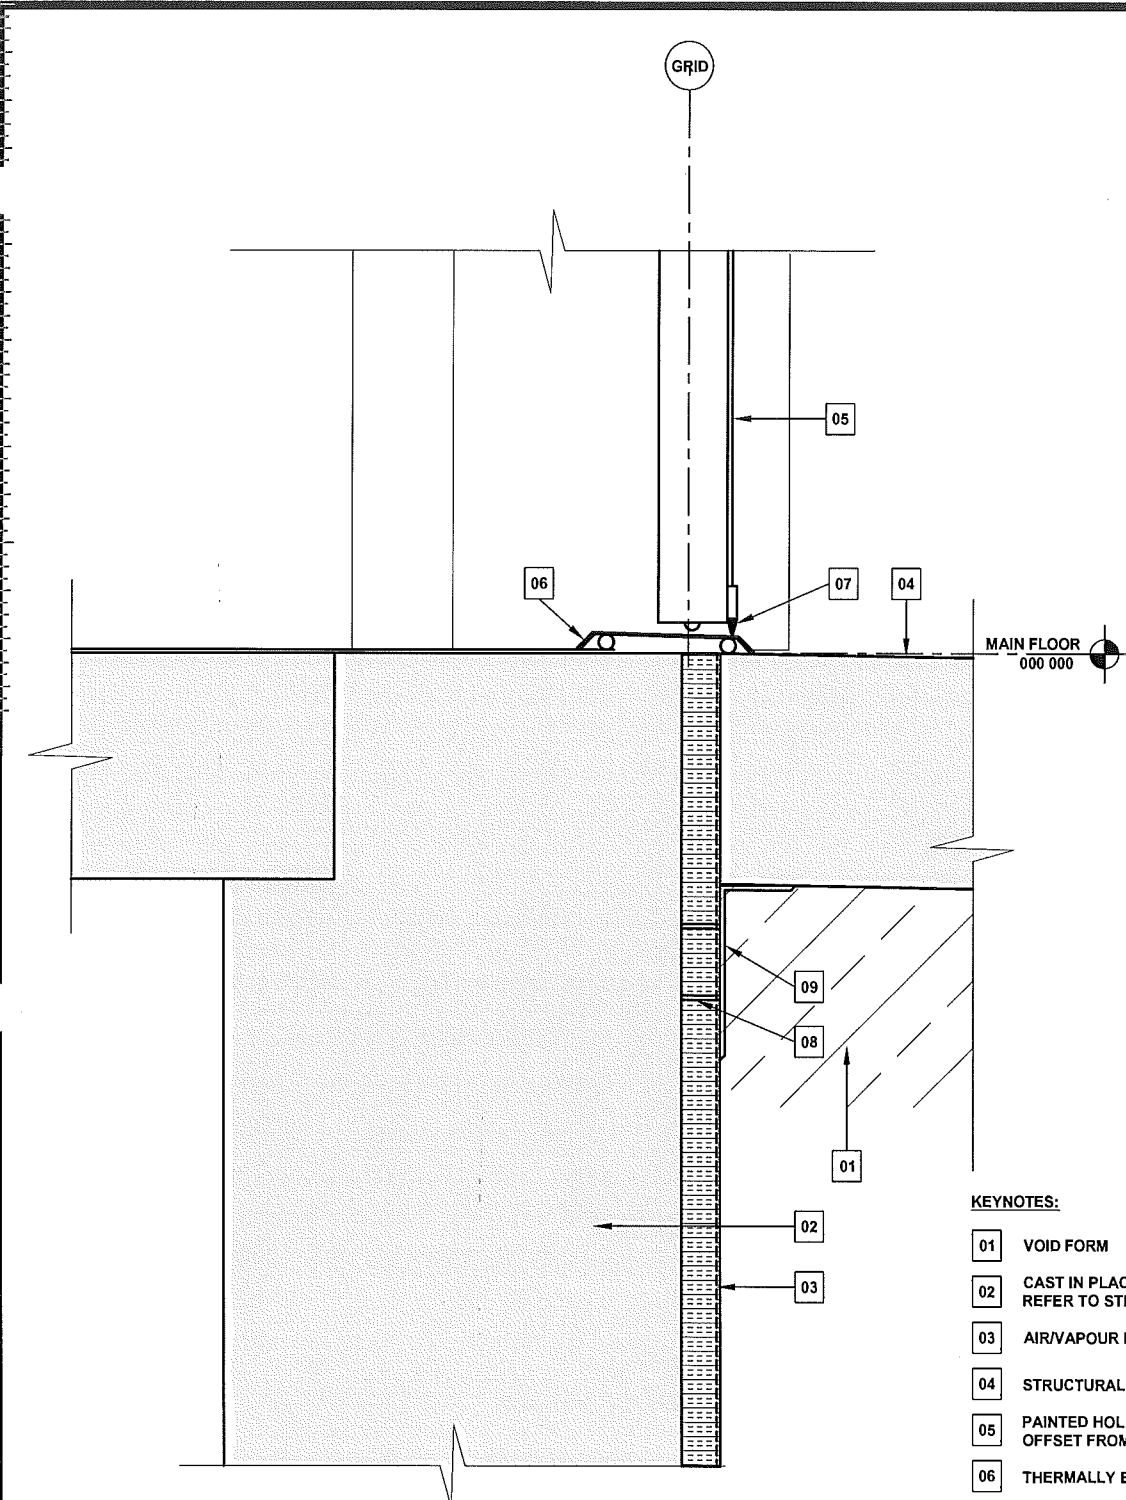 GRID
05
06
07
04
MAIN FLOOR
000 000
09
08
01
02
03
KEYNOTES:
01 VOID FORM
02 CAST IN PLAC
REFER TO STI
03 AIR/VAPOUR
04 STRUCTURAL
05 PAINTED HOL
OFFSET FROM
06 THERMALLY